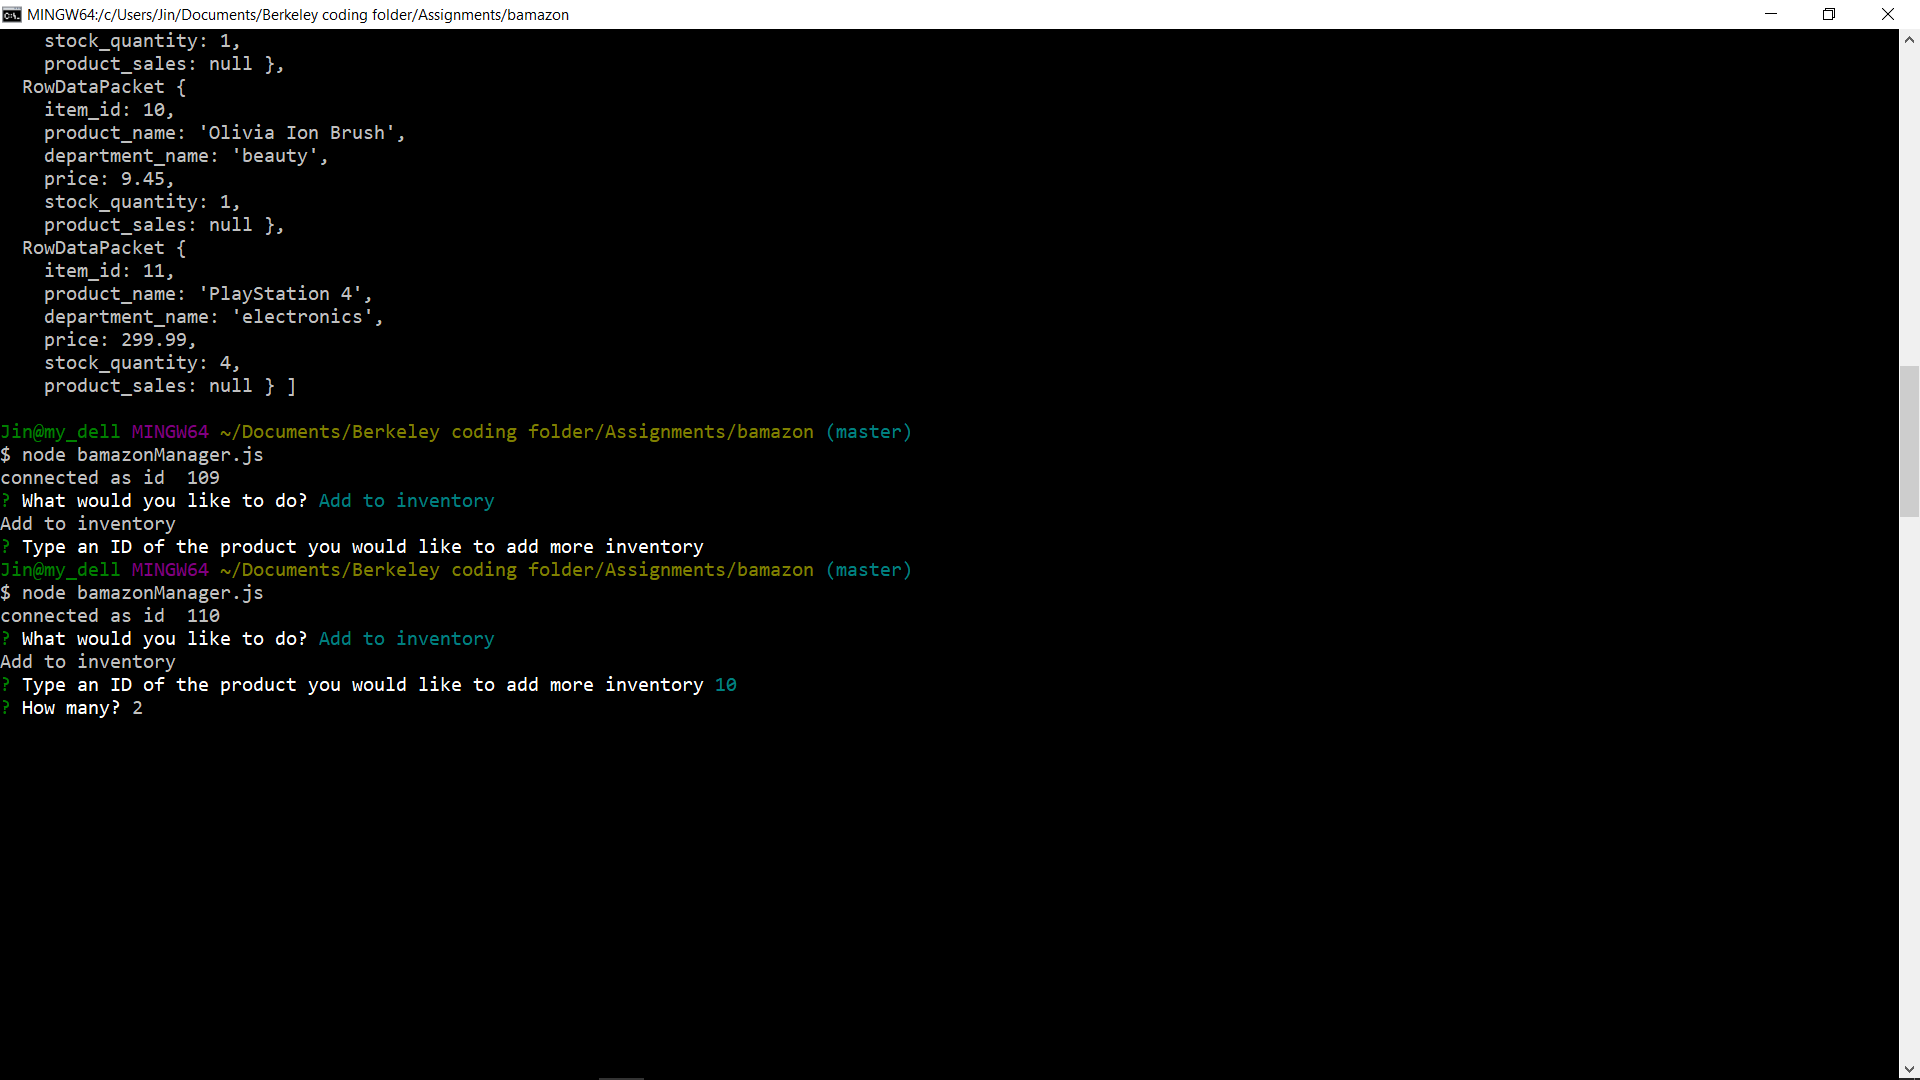 MINGW64:/c/Users/Jin/Documents/Berkeley coding folder/Assignments/bamazon
    stock_quantity: 1,
    product_sales: null },
  RowDataPacket {
    item_id: 10,
    product_name: 'Olivia Ion Brush',
    department_name: 'beauty',
    price: 9.45,
    stock_quantity: 1,
    product_sales: null },
  RowDataPacket {
    item_id: 11,
    product_name: 'PlayStation 4',
    department_name: 'electronics',
    price: 299.99,
    stock_quantity: 4,
    product_sales: null } ]
Jin@my_dell MINGW64 ~/Documents/Berkeley coding folder/Assignments/bamazon (master)
$ node bamazonManager.js
connected as id  109
? What would you like to do? Add to inventory
Add to inventory
? Type an ID of the product you would like to add more inventory
Jin@my_dell MINGW64 ~/Documents/Berkeley coding folder/Assignments/bamazon (master)
$ node bamazonManager.js
connected as id  110
? What would you like to do? Add to inventory
Add to inventory
? Type an ID of the product you would like to add more inventory 10
? How many? 2